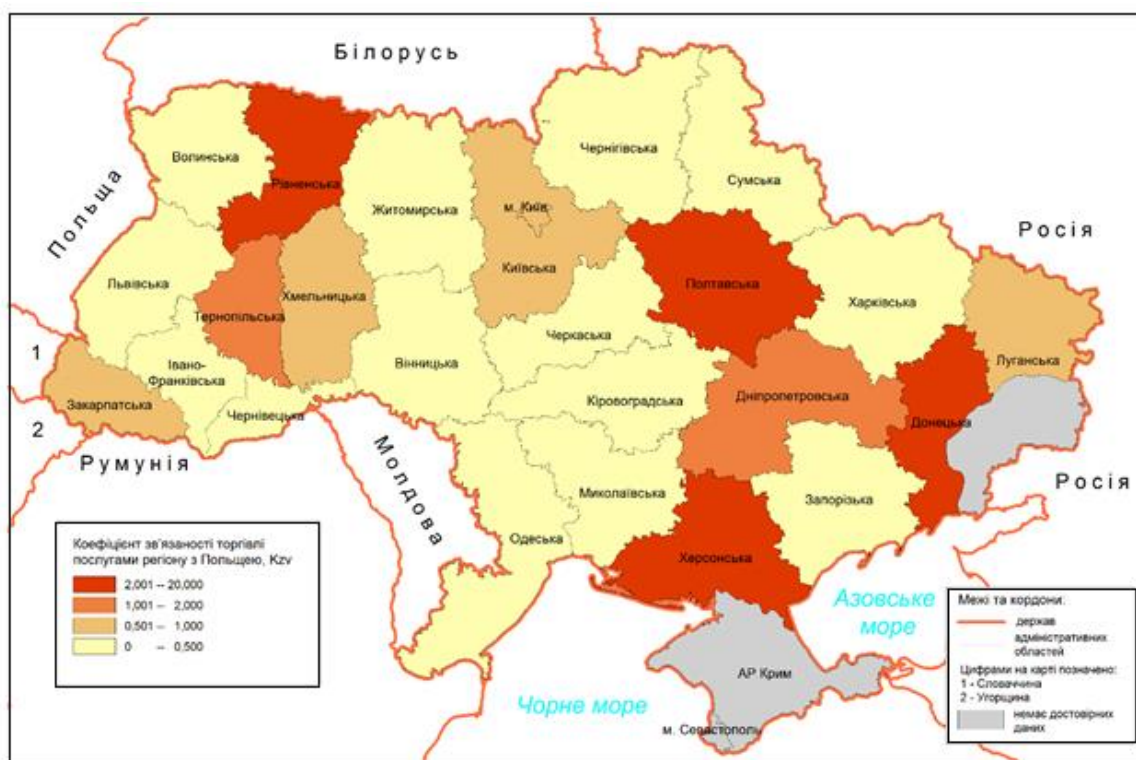 Білорусь
Польща
Волинська
Рівненська
Житомирська
м. Київ
Київська
Чернігівська
Сумська
Росія
Львівська
Тернопільська
Хмельницька
Полтавська
Харківська
Луганська
Черкаська
Вінницька
Івано-
Франківська
1
Закарпатська
Чернівецька
Кіровоградська
Дніпропетровська
Донецька
2
Румунія
Молдова
Миколаївська
Запорізька
Росія
Одеська
Херсонська
Азовське
море
АР Крим
Чорне море
м. Севастополь
Коефіцієнт зв'язаності торгівлі
послугами регіону з Польщею, Kzv
2,001 – 20,000
1,001 – 2,000
0,501 – 1,000
0 – 0,500
Межі та кордони:
держав
адміністративних
областей
Цифрами на карті позначено:
1 - Словаччина
2 - Угорщина
немає достовірних
даних